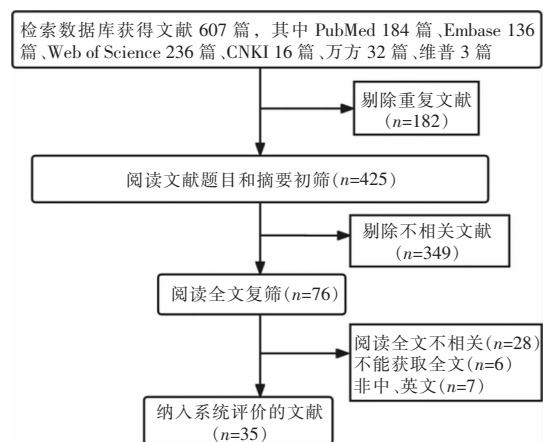 检索数据库获得文献 607 篇，其中 PubMed 184 篇、Embase 136
篇、Web of Science 236 篇、CNKI 16 篇、万方 32 篇、维普 3 篇
剔除重复文献
(n=182)
阅读文献题目和摘要初筛(n=425)
剔除不相关文献
(n=349)
阅读全文复筛(n=76)
阅读全文不相关(n=28)
不能获取全文(n=6)
非中、英文(n=7)
纳入系统评价的文献
(n=35)